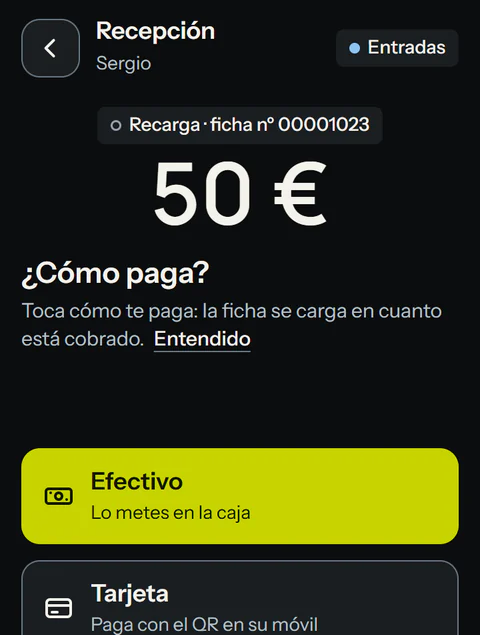 Recepción
Sergio
Entradas
Recarga · ficha nº 00001023
50 €
¿Cómo paga?
Toca cómo te paga: la ficha se carga en cuanto
está cobrado. Entendido
Efectivo
Lo metes en la caja
Tarjeta
Paga con el QR en su móvil